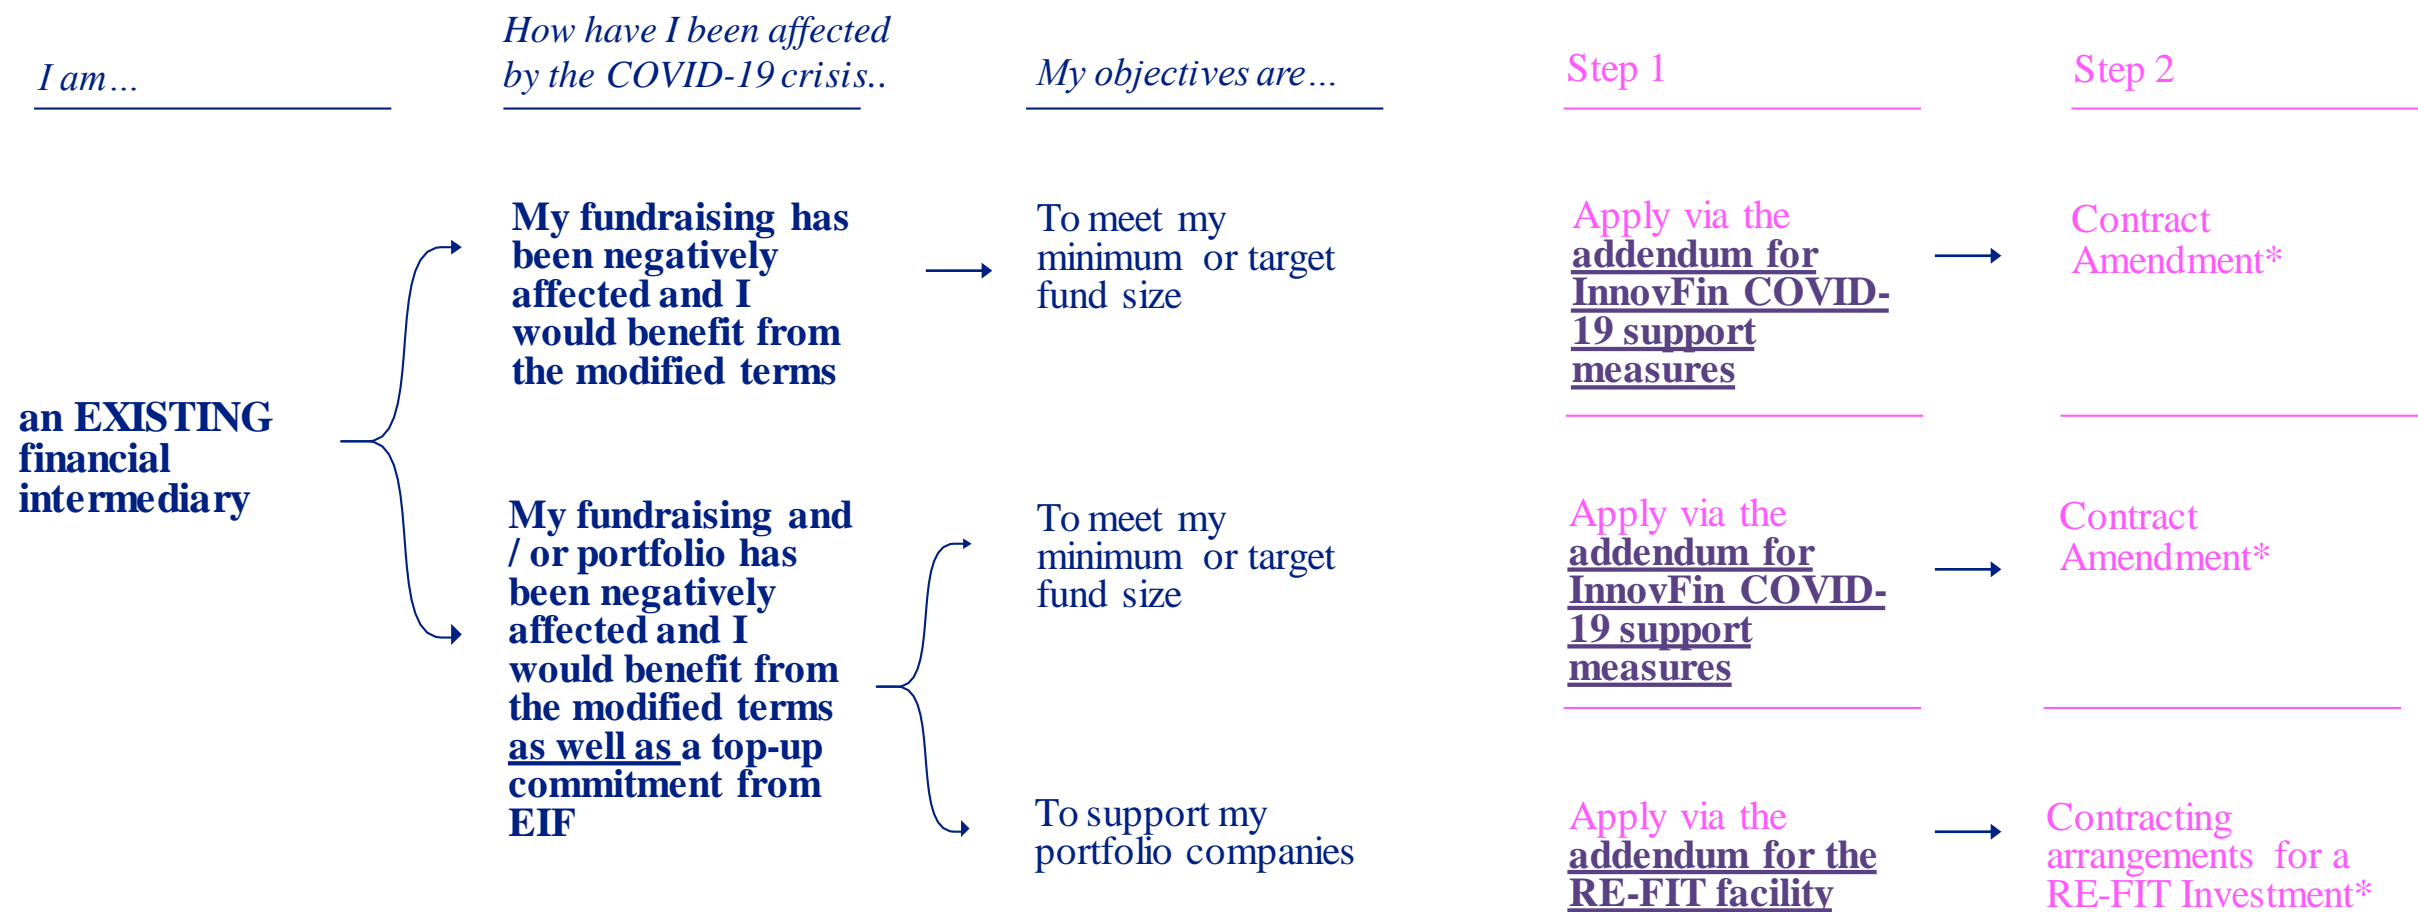 I am…
How have I been affected
by the COVID-19 crisis..
My objectives are…
Step 1
Step 2
an EXISTING
financial
intermediary
My fundraising has
been negatively
affected and I
would benefit from
the modified terms
To meet my
minimum or target
fund size
Apply via the
addendum for
InnovFin COVID-
19 support
measures
Contract
Amendment*
My fundraising and
/ or portfolio has
been negatively
affected and I
would benefit from
the modified terms
as well as a top-up
commitment from
EIF
To meet my
minimum or target
fund size
Apply via the
addendum for
InnovFin COVID-
19 support
measures
Contract
Amendment*
To support my
portfolio companies
Apply via the
addendum for the
RE-FIT facility
Contracting
arrangements for a
RE-FIT Investment*